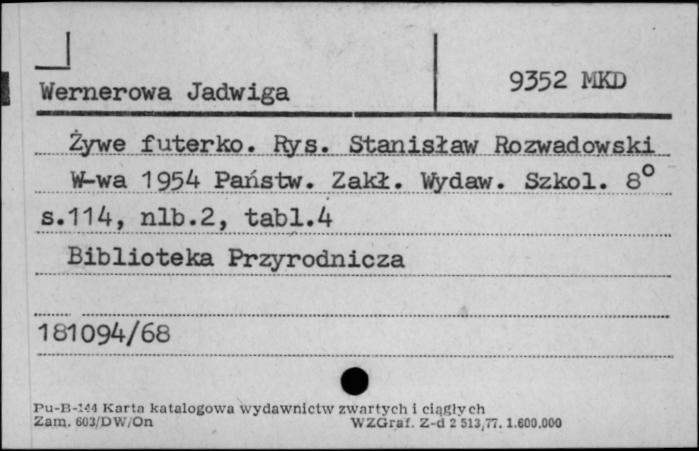 Wernerowa Jadwiga
9352 MKD
Żywe futerko. Rys. Stanisław Rozwadowski
W-wa 1954 Państw. Zakł. Wydaw. Szkol. 8°
s.114, nlb.2, tabl.4
Biblioteka Przyrodnicza
181094/68
Pu-B-144 Karta katalogowa wydawnictw zwartych i ciągłych
Zam. 603/DW/On WZGraf. Z-d 2 513,77. 1.600.000